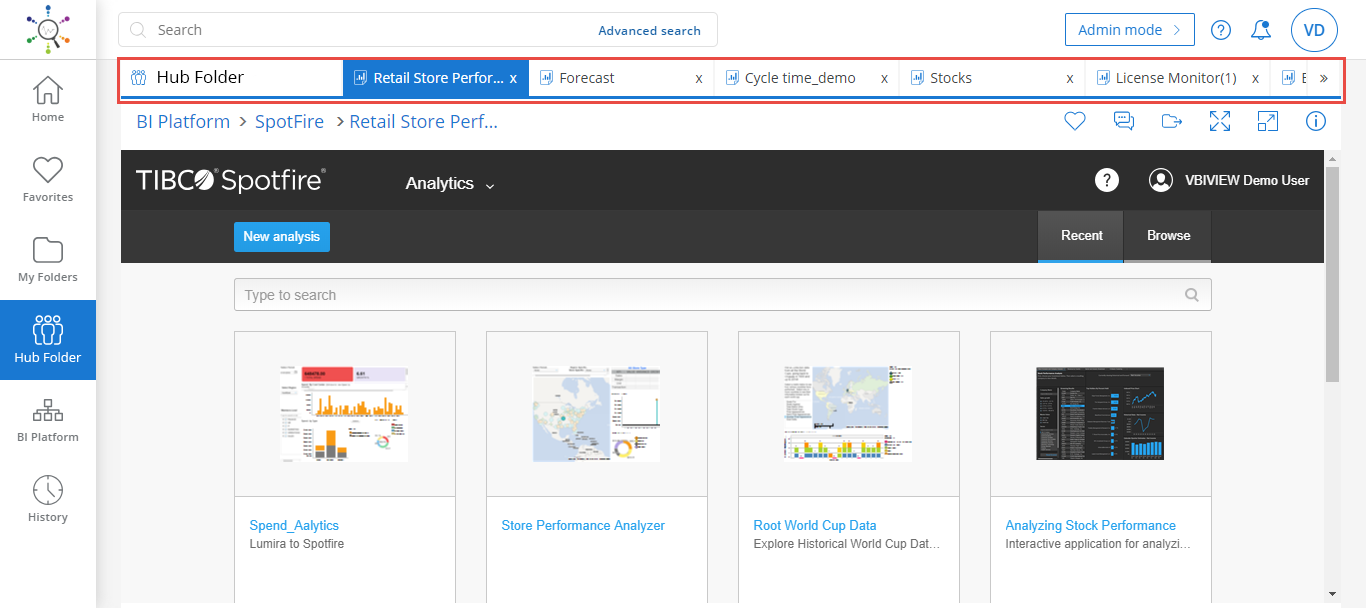 Search
Advanced search
Admin mode
VD
Hub Folder
Retail Store Perfor... x
Forecast x
Cycle time_demo x
Stocks x
License Monitor(1) x
»
Home
Favorites
My Folders
Hub Folder
BI Platform
History
BI Platform > SpotFire > Retail Store Perf...
TIBCO® Spotfire®
Analytics
?
VBIVIEW Demo User
New analysis
Recent
Browse
Type to search
Spend_Aalytics
Lumira to Spotfire
Store Performance Analyzer
Root World Cup Data
Explore Historical World Cup Dat...
Analyzing Stock Performance
Interactive application for analyzi...